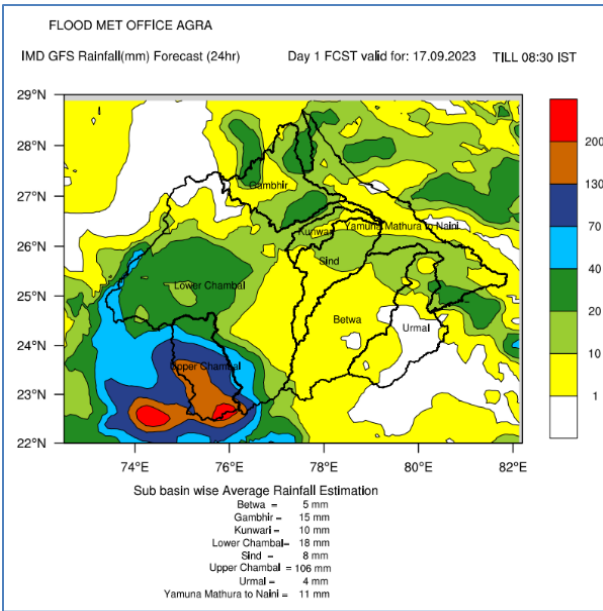 FLOOD MET OFFICE AGRA
IMD GFS Rainfall(mm) Forecast (24hr) Day 1 FCST valid for: 17.09.2023 TILL 08:30 IST
29°N
28°N
27°N
26°N
25°N
24°N
23°N
22°N
Gambhir
Kunwari
Yamuna Mathura to Naini
Sind
Lower Chambal
Betwa
Urmal
Upper Chambal
200
130
70
40
20
10
1
74°E 76°E 78°E 80°E 82°E
Sub basin wise Average Rainfall Estimation
Betwa = 5 mm
Gambhir = 15 mm
Kunwari = 10 mm
Lower Chambal= 18 mm
Sind = 8 mm
Upper Chambal = 106 mm
Urmal = 4 mm
Yamuna Mathura to Naini = 11 mm